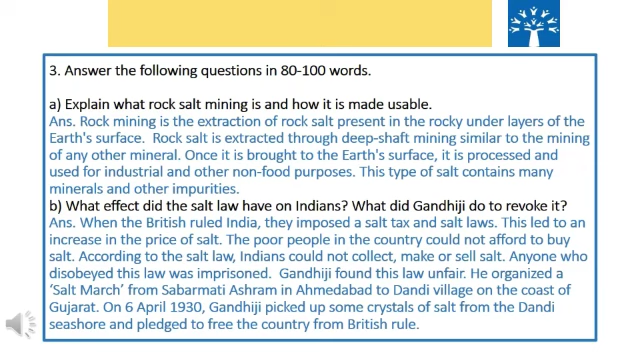 3. Answer the following questions in 80-100 words.
a) Explain what rock salt mining is and how it is made usable.
Ans. Rock mining is the extraction of rock salt present in the rocky under layers of the
Earth's surface.  Rock salt is extracted through deep-shaft mining similar to the mining
of any other mineral. Once it is brought to the Earth's surface, it is processed and
used for industrial and other non-food purposes. This type of salt contains many
minerals and other impurities.
b) What effect did the salt law have on Indians? What did Gandhiji do to revoke it?
Ans. When the British ruled India, they imposed a salt tax and salt laws. This led to an
increase in the price of salt. The poor people in the country could not afford to buy
salt. According to the salt law, Indians could not collect, make or sell salt. Anyone who
disobeyed this law was imprisoned.  Gandhiji found this law unfair. He organized a
‘Salt March’ from Sabarmati Ashram in Ahmedabad to Dandi village on the coast of
Gujarat. On 6 April 1930, Gandhiji picked up some crystals of salt from the Dandi
seashore and pledged to free the country from British rule.